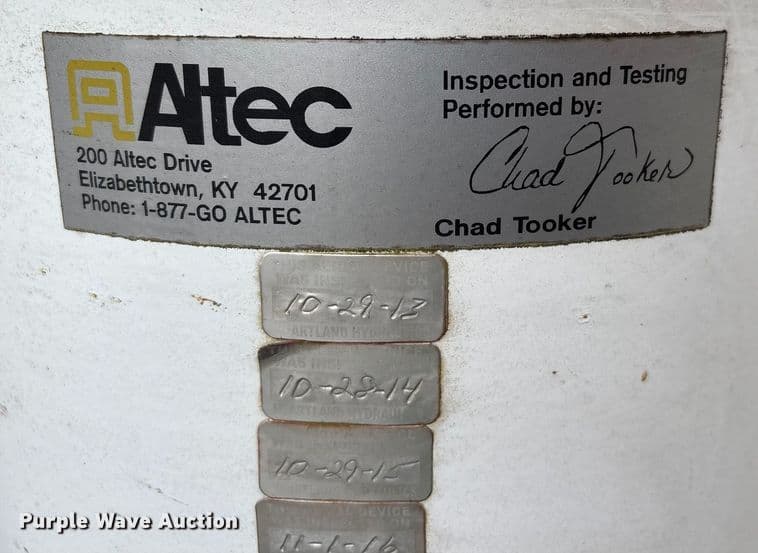 Altec
200 Altec Drive
Elizabethtown, KY 42701
Phone: 1-877-GO ALTEC
Inspection and Testing
Performed by:
Chad Tooker
Chad Tooker
10-29-13
10-28-14
10-29-15
11-1-16
Purple Wave Auction